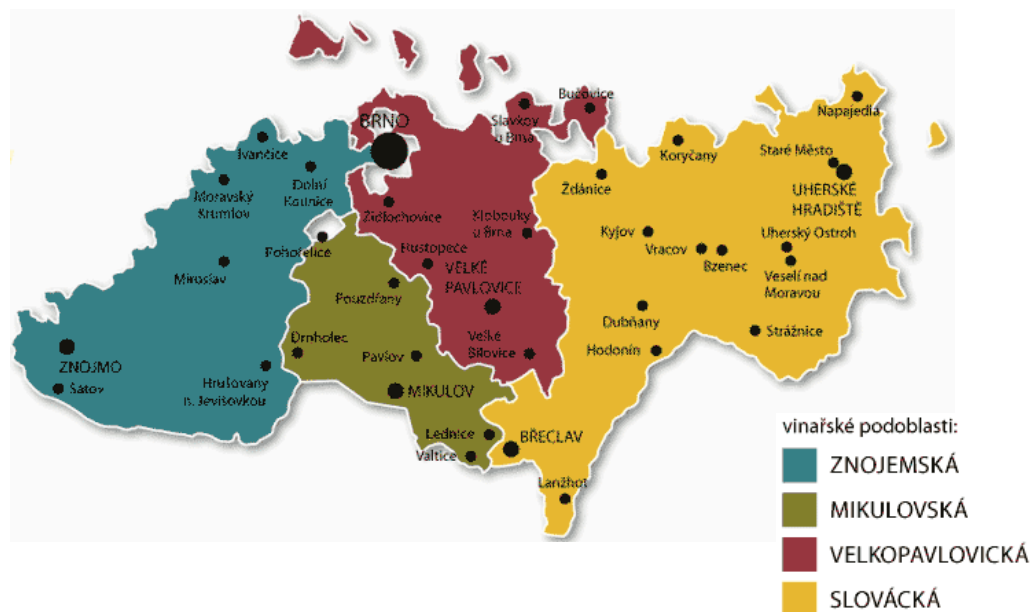 BRNO
Ivančice
Moravský
Krumlov
Dolní
Kounice
Slavkov
u Brna
Bučovice
Napajedla
Koryčany
Staré Město
UHERSKÉ
HRADIŠTĚ
Ždánice
Židlochovice
Klobouky
u Brna
Kyjov
Vracov
Bzenec
Uherský Ostroh
Veselí nad
Moravou
Pohořelice
Hustopeče
Miroslav
VELKÉ
PAVLOVICE
Pouzdřany
Dubňany
Strážnice
Hodonín
Drnholec
Pavlov
Velké
Bílovice
ZNOJMO
Šatov
Hrušovany
n. Jevišovkou
MIKULOV
Lednice
Valtice
BŘECLAV
Lanžhot
vinařské podoblasti:
ZNOJEMSKÁ
MIKULOVSKÁ
VELKOPAVLOVICKÁ
SLOVÁCKÁ